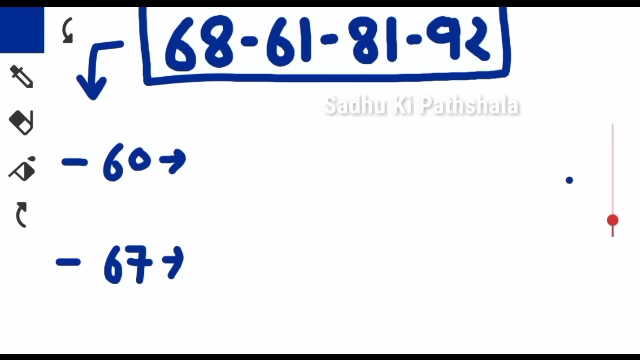 68-61-81-92
Sadhu Ki Pathshala
- 60 →
- 67 →